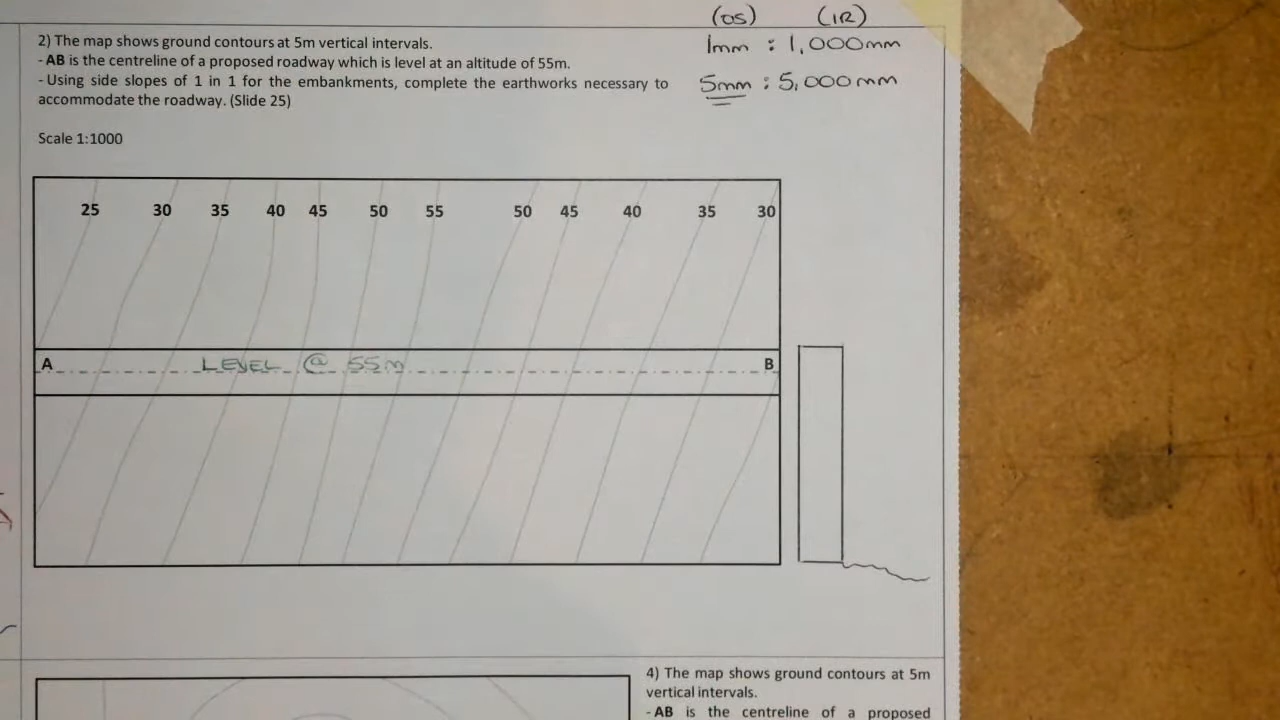 (OS) (IR)
1mm : 1,000mm
5mm : 5,000mm
2) The map shows ground contours at 5m vertical intervals.
- AB is the centreline of a proposed roadway which is level at an altitude of 55m.
- Using side slopes of 1 in 1 for the embankments, complete the earthworks necessary to
accommodate the roadway. (Slide 25)
Scale 1:1000
25 30 35 40 45 50 55 50 45 40 35 30
A LEVEL @ 55m B
4) The map shows ground contours at 5m
vertical intervals.
- AB is the centreline of a proposed